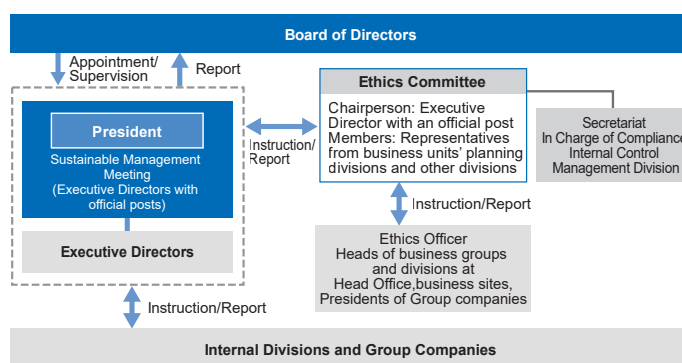 Board of Directors
Appointment/
Supervision
Report
President
Sustainable Management
Meeting
(Executive Directors with
official posts)
Executive Directors
Instruction/
Report
Ethics Committee
Chairperson: Executive
Director with an official post
Members: Representatives
from business units’ planning
divisions and other divisions
Secretariat
In Charge of Compliance
Internal Control
Management Division
Instruction/Report
Ethics Officer
Heads of business groups
and divisions at
Head Office,business sites,
Presidents of Group companies
Instruction/Report
Internal Divisions and Group Companies